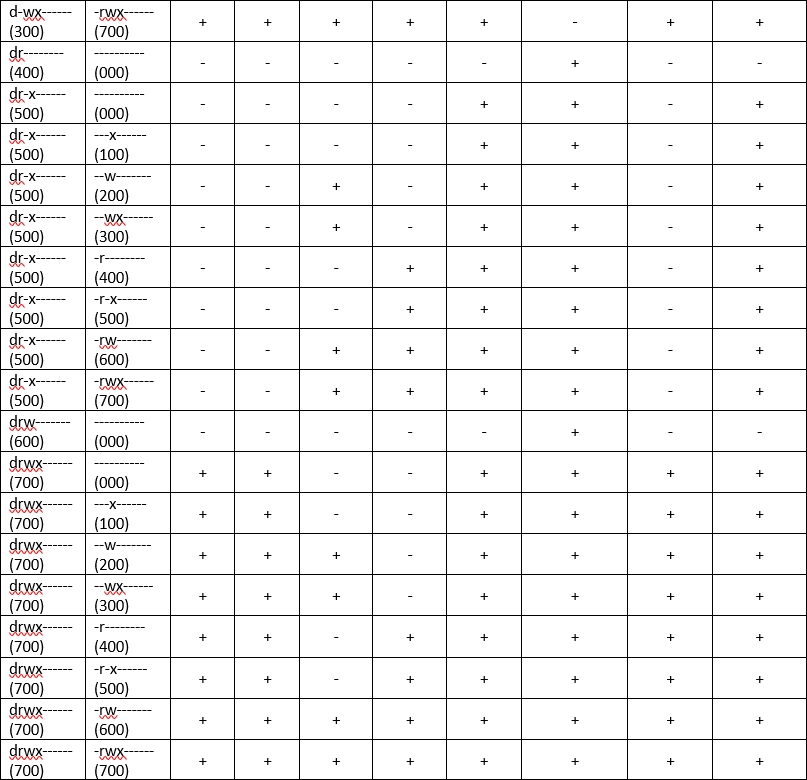 d-wx------ -rwx------
(300) (700) + + + + + - + +
dr-------- ----------
(400) (000) - - - - - + - -
dr-x------ ----------
(500) (000) - - - - + + - +
dr-x------ ---x------
(500) (100) - - - - + + - +
dr-x------ --w-------
(500) (200) - - + - + + - +
dr-x------ --wx------
(500) (300) - - + - + + - +
dr-x------ -r--------
(500) (400) - - - + + + - +
dr-x------ -r-x------
(500) (500) - - - + + + - +
dr-x------ -rw-------
(500) (600) - - + + + + - +
dr-x------ -rwx------
(500) (700) - - + + + + - +
drw------- ----------
(600) (000) - - - - - + - -
drwx------ ----------
(700) (000) + + - - + + + +
drwx------ ---x------
(700) (100) + + - - + + + +
drwx------ --w-------
(700) (200) + + + - + + + +
drwx------ --wx------
(700) (300) + + + - + + + +
drwx------ -r--------
(700) (400) + + - + + + + +
drwx------ -r-x------
(700) (500) + + - + + + + +
drwx------ -rw-------
(700) (600) + + + + + + + +
drwx------ -rwx------
(700) (700) + + + + + + + +